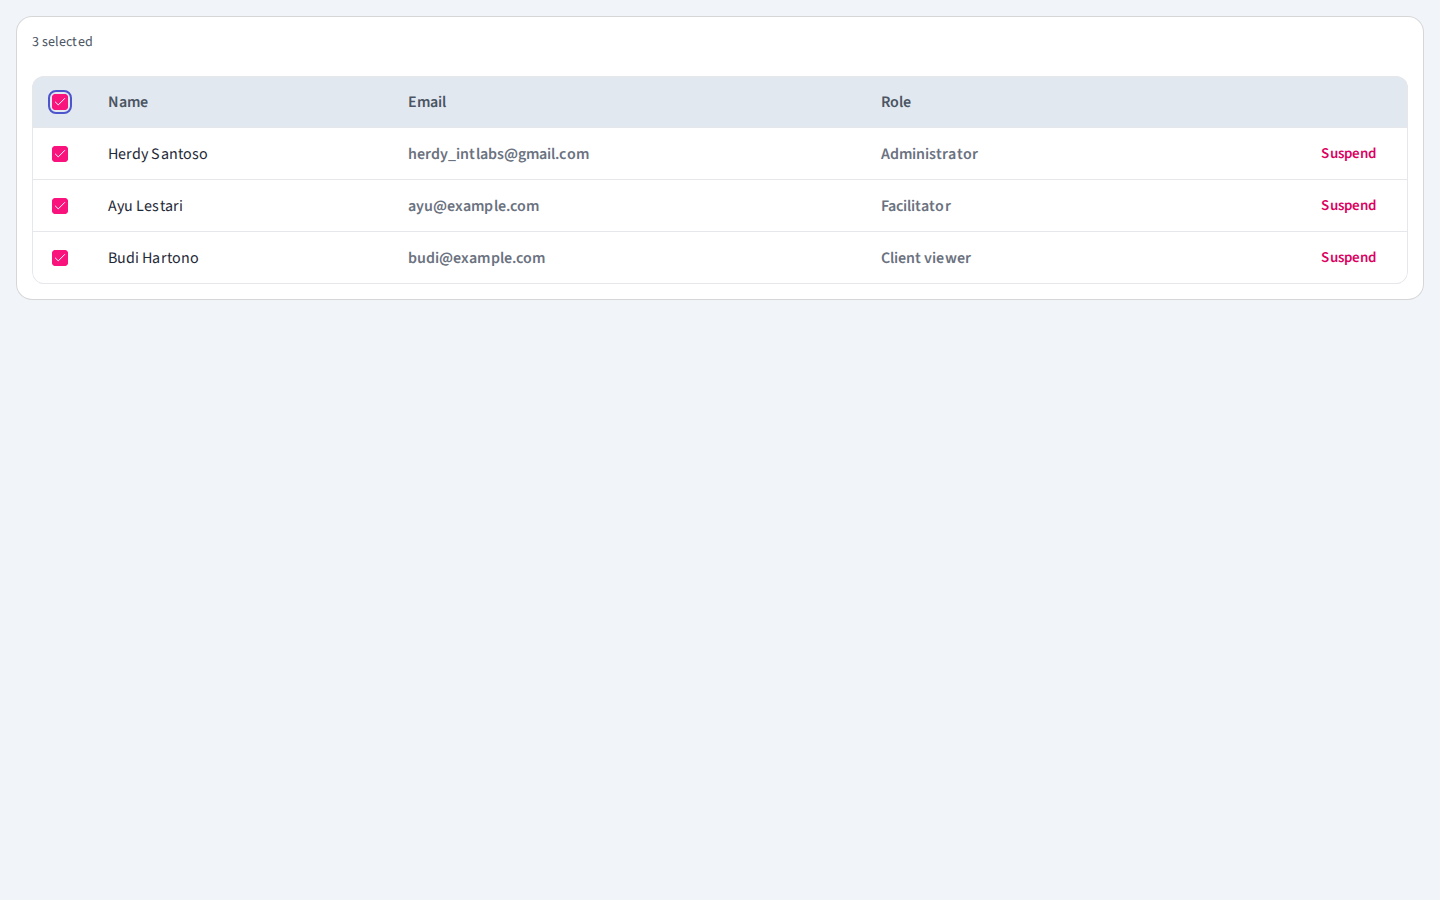 3 selected
Name Email Role
Herdy Santoso herdy_intlabs@gmail.com Administrator Suspend
Ayu Lestari ayu@example.com Facilitator Suspend
Budi Hartono budi@example.com Client viewer Suspend